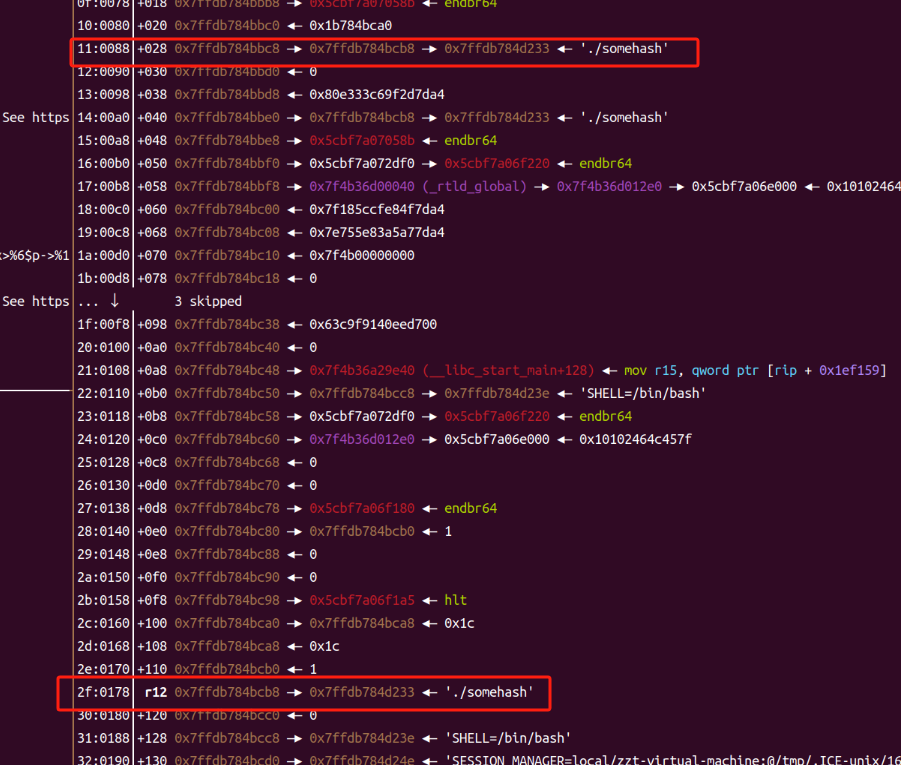 0f:0078 +018 0x7ffdb784bbb8 → 0x5cbf7a07058b ← endbr64
10:0080 +020 0x7ffdb784bbc0 ← 0x1b784bca0
11:0088 +028 0x7ffdb784bbc8 → 0x7ffdb784bcb8 → 0x7ffdb784d233 ← './somehash'
12:0090 +030 0x7ffdb784bbd0 ← 0
13:0098 +038 0x7ffdb784bbd8 ← 0x80e333c69f2d7da4
See https 14:00a0 +040 0x7ffdb784bbe0 → 0x7ffdb784bcb8 → 0x7ffdb784d233 ← './somehash'
15:00a8 +048 0x7ffdb784bbe8 → 0x5cbf7a07058b ← endbr64
16:00b0 +050 0x7ffdb784bbf0 → 0x5cbf7a072df0 → 0x5cbf7a06f220 ← endbr64
17:00b8 +058 0x7ffdb784bbf8 → 0x7f4b36d00040 (_rtld_global) → 0x7f4b36d012e0 → 0x5cbf7a06e000 ← 0x10102464
18:00c0 +060 0x7ffdb784bc00 ← 0x7f185ccfe84f7da4
19:00c8 +068 0x7ffdb784bc08 ← 0x7e755e83a5a77da4
>%6$p->%1 1a:00d0 +070 0x7ffdb784bc10 ← 0x7f4b00000000
1b:00d8 +078 0x7ffdb784bc18 ← 0
See https ... ↓ 3 skipped
1f:00f8 +098 0x7ffdb784bc38 ← 0x63c9f9140eed700
20:0100 +0a0 0x7ffdb784bc40 ← 0
21:0108 +0a8 0x7ffdb784bc48 → 0x7f4b36a29e40 (__libc_start_main+128) ← mov r15, qword ptr [rip + 0x1ef159]
22:0110 +0b0 0x7ffdb784bc50 → 0x7ffdb784bcc8 → 0x7ffdb784d23e ← 'SHELL=/bin/bash'
23:0118 +0b8 0x7ffdb784bc58 → 0x5cbf7a072df0 → 0x5cbf7a06f220 ← endbr64
24:0120 +0c0 0x7ffdb784bc60 → 0x7f4b36d012e0 → 0x5cbf7a06e000 ← 0x10102464c457f
25:0128 +0c8 0x7ffdb784bc68 ← 0
26:0130 +0d0 0x7ffdb784bc70 ← 0
27:0138 +0d8 0x7ffdb784bc78 → 0x5cbf7a06f180 ← endbr64
28:0140 +0e0 0x7ffdb784bc80 → 0x7ffdb784bcb0 ← 1
29:0148 +0e8 0x7ffdb784bc88 ← 0
2a:0150 +0f0 0x7ffdb784bc90 ← 0
2b:0158 +0f8 0x7ffdb784bc98 → 0x5cbf7a06f1a5 ← hlt
2c:0160 +100 0x7ffdb784bca0 → 0x7ffdb784bca8 ← 0x1c
2d:0168 +108 0x7ffdb784bca8 ← 0x1c
2e:0170 +110 0x7ffdb784bcb0 ← 1
2f:0178 r12 0x7ffdb784bcb8 → 0x7ffdb784d233 ← './somehash'
30:0180 +120 0x7ffdb784bcc0 ← 0
31:0188 +128 0x7ffdb784bcc8 → 0x7ffdb784d23e ← 'SHELL=/bin/bash'
32:0190 +130 0x7ffdb784bcd0 → 0x7ffdb784d24e ← 'SESSION_MANAGER=local/zzt-virtual-machine:@/tmp/.ICE-unix/16